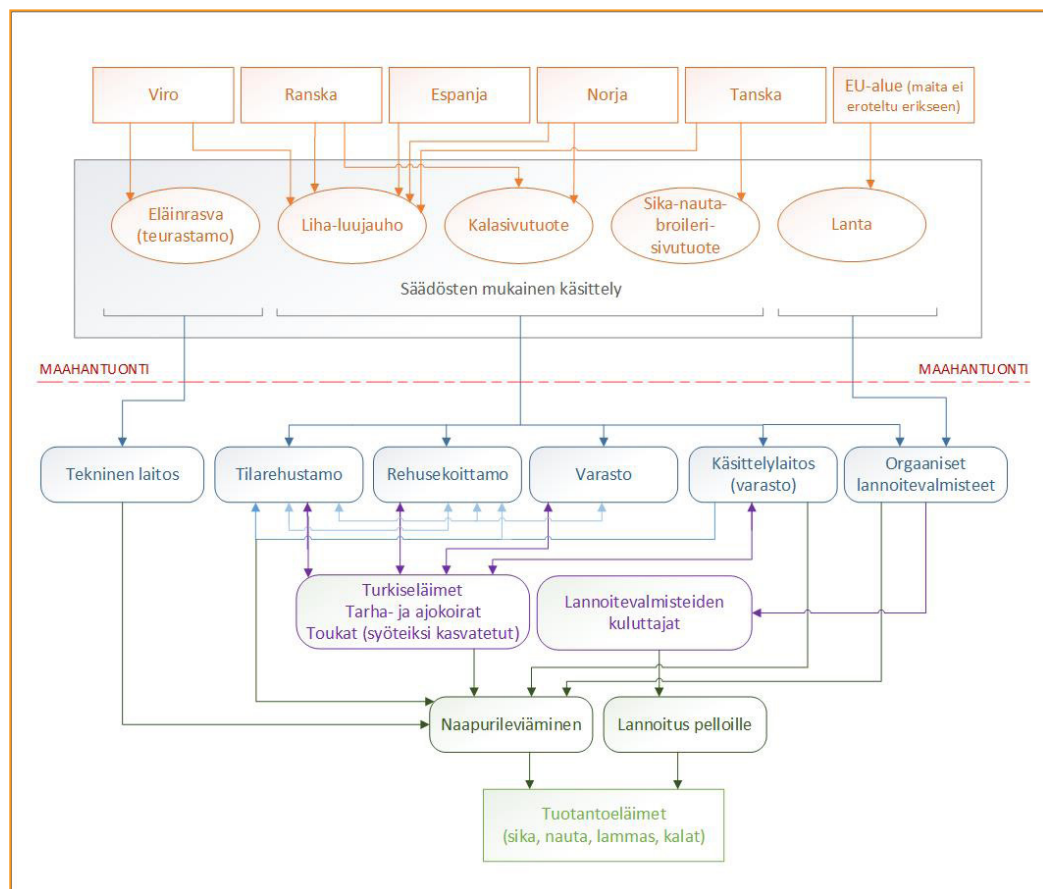 Viro
Ranska
Espanja
Norja
Tanska
EU-alue (maita ei
eroteltu erikseen)
Eläinrasva
(teurastamo)
Liha-luujauho
Kalasivutuote
Sika-nauta-
broileri-
sivutuote
Lanta
Säädösten mukainen käsittely
MAAHANTUONTI
MAAHANTUONTI
Tekninen laitos
Tilarehustamo
Rehusekoittamo
Varasto
Käsittelylaitos
(varasto)
Orgaaniset
lannoitevalmisteet
Turkiseläimet
Tarha- ja ajokoirat
Toukat (syöteiksi kasvatetut)
Lannoitevalmisteiden
kuluttajat
Naapurileviäminen
Lannoitus pelloille
Tuotantoeläimet
(sika, nauta, lammas, kalat)